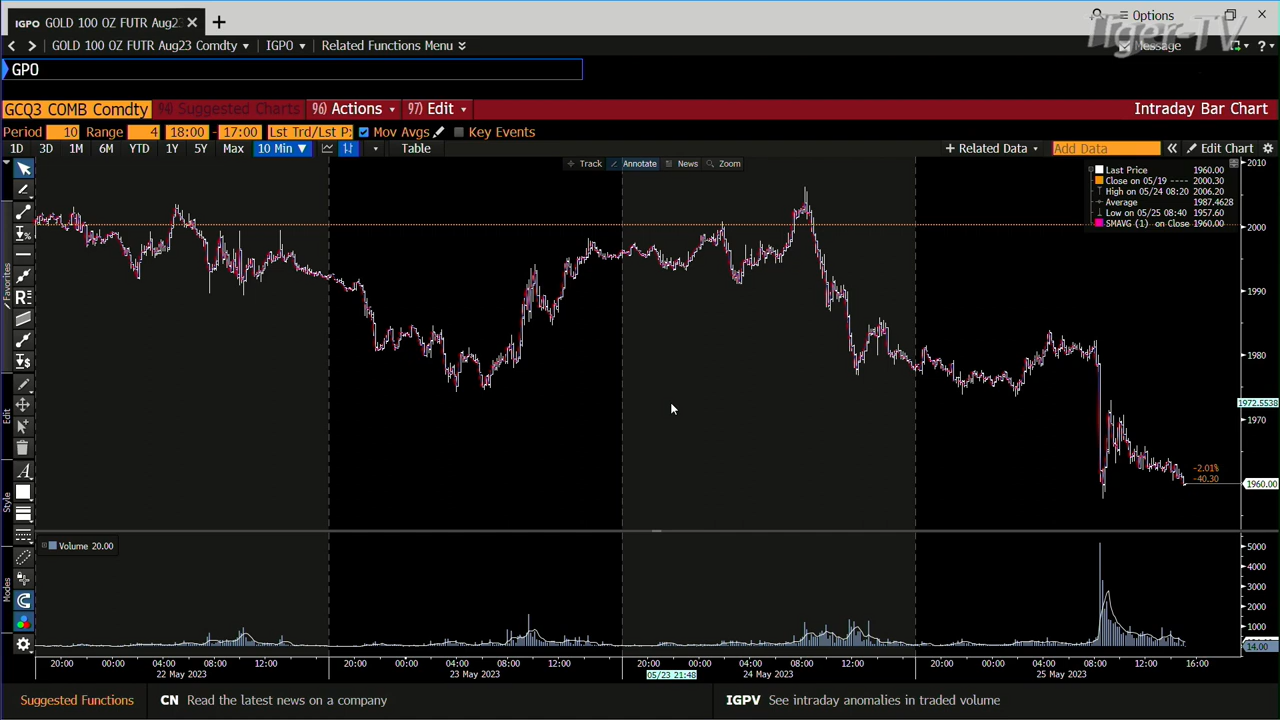 IGPO GOLD 100 OZ FUTR Aug23
Options
Tiger-TV
GOLD 100 OZ FUTR Aug23 Comdty IGPO Related Functions Menu
Message
?
GPO
GCQ3 COMB Comdty 94) Suggested Charts 96) Actions 97) Edit Intraday Bar Chart
Period 10 Range 4 18:00 - 17:00 Lst Trd/Lst P Mov Avgs Key Events
1D 3D 1M 6M YTD 1Y 5Y Max 10 Min Table + Related Data Add Data Edit Chart
Track Annotate News Zoom
Last Price 1960.00
Close on 05/19 ---- 2000.30
High on 05/24 08:20 2006.20
Average 1987.4628
Low on 05/25 08:40 1957.60
SMAVG (1) on Close 1960.00
2010
2000
1990
1980
1972.5538
1970
-2.01%
-40.30
1960.00
Favorites
Edit
Style
Modes
Volume 20.00
5000
4000
3000
2000
1000
14.00
20:00 00:00 04:00 08:00 12:00 20:00 00:00 04:00 08:00 12:00 20:00 00:00 04:00 08:00 12:00 20:00 00:00 04:00 08:00 12:00 16:00
22 May 2023 23 May 2023 05/23 21:48 24 May 2023 25 May 2023
Suggested Functions CN Read the latest news on a company IGPV See intraday anomalies in traded volume